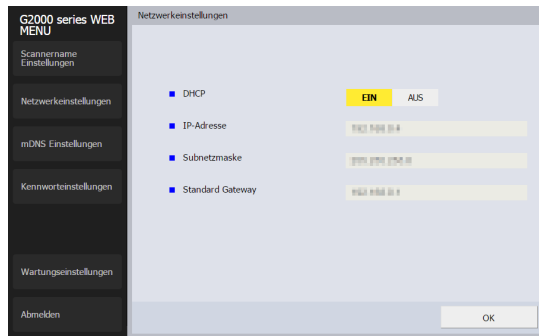 G2000 series WEB
MENU
Scannername
Einstellungen
Netzwerkeinstellungen
mDNS Einstellungen
Kennworteinstellungen
Wartungseinstellungen
Abmelden
Netzwerkeinstellungen
DHCP
EIN AUS
IP-Adresse
Subnetzmaske
Standard Gateway
OK